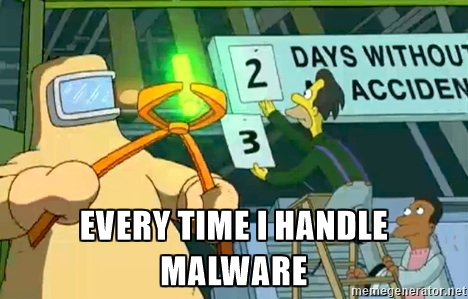 2
DAYS WITHOUT
ACCIDEN
3
EVERY TIME I HANDLE
MALWARE
memegenerator.net